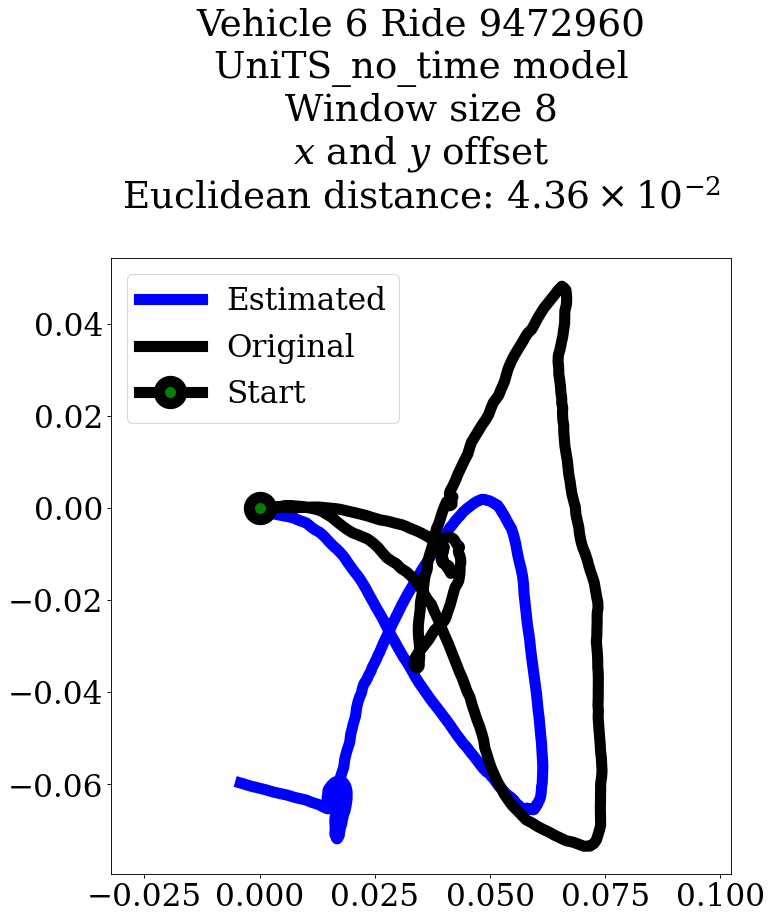 Vehicle 6 Ride 9472960
UniTS_no_time model
Window size 8
x and y offset
Euclidean distance: 4.36 × 10⁻²
Estimated
Original
Start
0.04
0.02
0.00
−0.02
−0.04
−0.06
−0.025 0.000 0.025 0.050 0.075 0.100